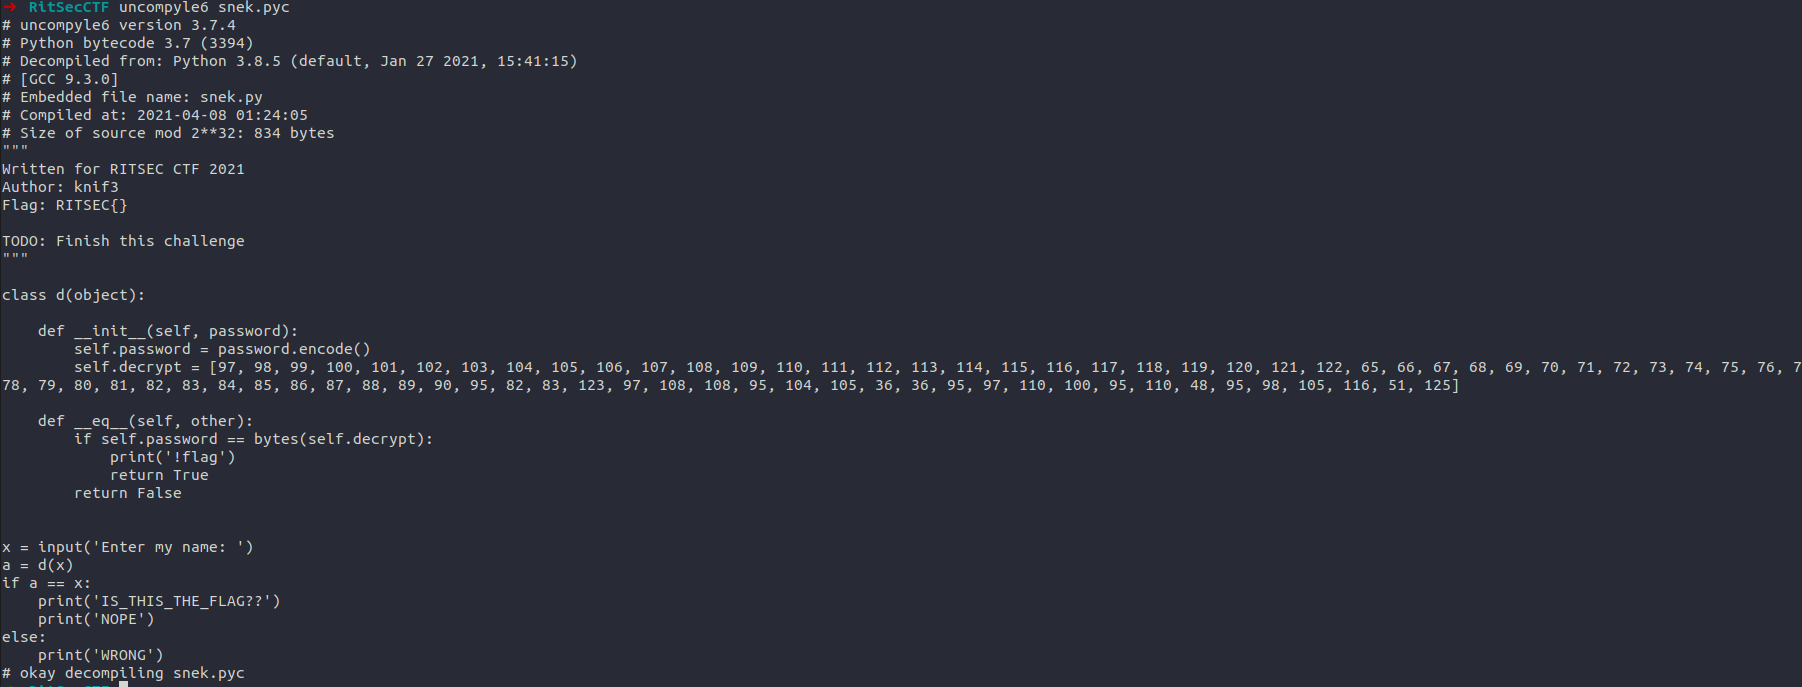 ➜ RitSecCTF uncompyle6 snek.pyc
# uncompyle6 version 3.7.4
# Python bytecode 3.7 (3394)
# Decompiled from: Python 3.8.5 (default, Jan 27 2021, 15:41:15)
# [GCC 9.3.0]
# Embedded file name: snek.py
# Compiled at: 2021-04-08 01:24:05
# Size of source mod 2**32: 834 bytes
"""
Written for RITSEC CTF 2021
Author: knif3
Flag: RITSEC{}

TODO: Finish this challenge
"""

class d(object):

    def __init__(self, password):
        self.password = password.encode()
        self.decrypt = [97, 98, 99, 100, 101, 102, 103, 104, 105, 106, 107, 108, 109, 110, 111, 112, 113, 114, 115, 116, 117, 118, 119, 120, 121, 122, 65, 66, 67, 68, 69, 70, 71, 72, 73, 74, 75, 76, 7
78, 79, 80, 81, 82, 83, 84, 85, 86, 87, 88, 89, 90, 95, 82, 83, 123, 97, 108, 108, 95, 104, 105, 36, 36, 95, 97, 110, 100, 95, 110, 48, 95, 98, 105, 116, 51, 125]

    def __eq__(self, other):
        if self.password == bytes(self.decrypt):
            print('!flag')
            return True
        return False


x = input('Enter my name: ')
a = d(x)
if a == x:
    print('IS_THIS_THE_FLAG??')
    print('NOPE')
else:
    print('WRONG')
# okay decompiling snek.pyc